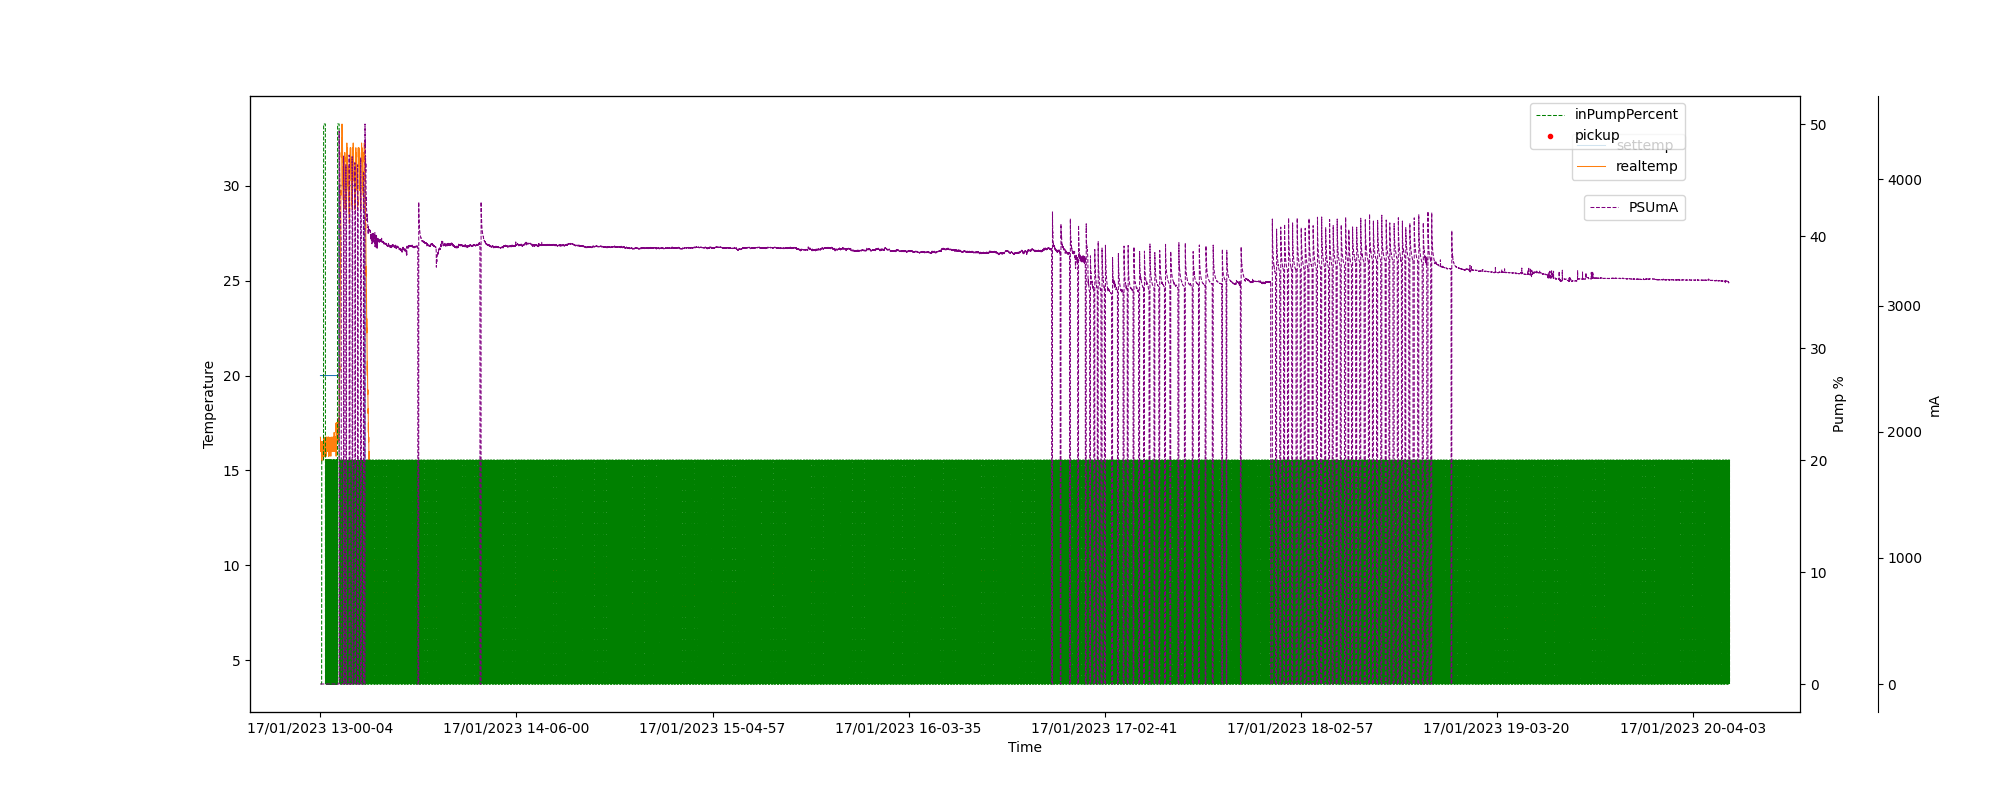 inPumpPercent
pickup
settemp
realtemp
PSUmA
Temperature
30
25
20
15
10
5
50
40
30
20
10
0
Pump %
4000
3000
2000
1000
0
mA
17/01/2023 13-00-04
17/01/2023 14-06-00
17/01/2023 15-04-57
17/01/2023 16-03-35
17/01/2023 17-02-41
17/01/2023 18-02-57
17/01/2023 19-03-20
17/01/2023 20-04-03
Time